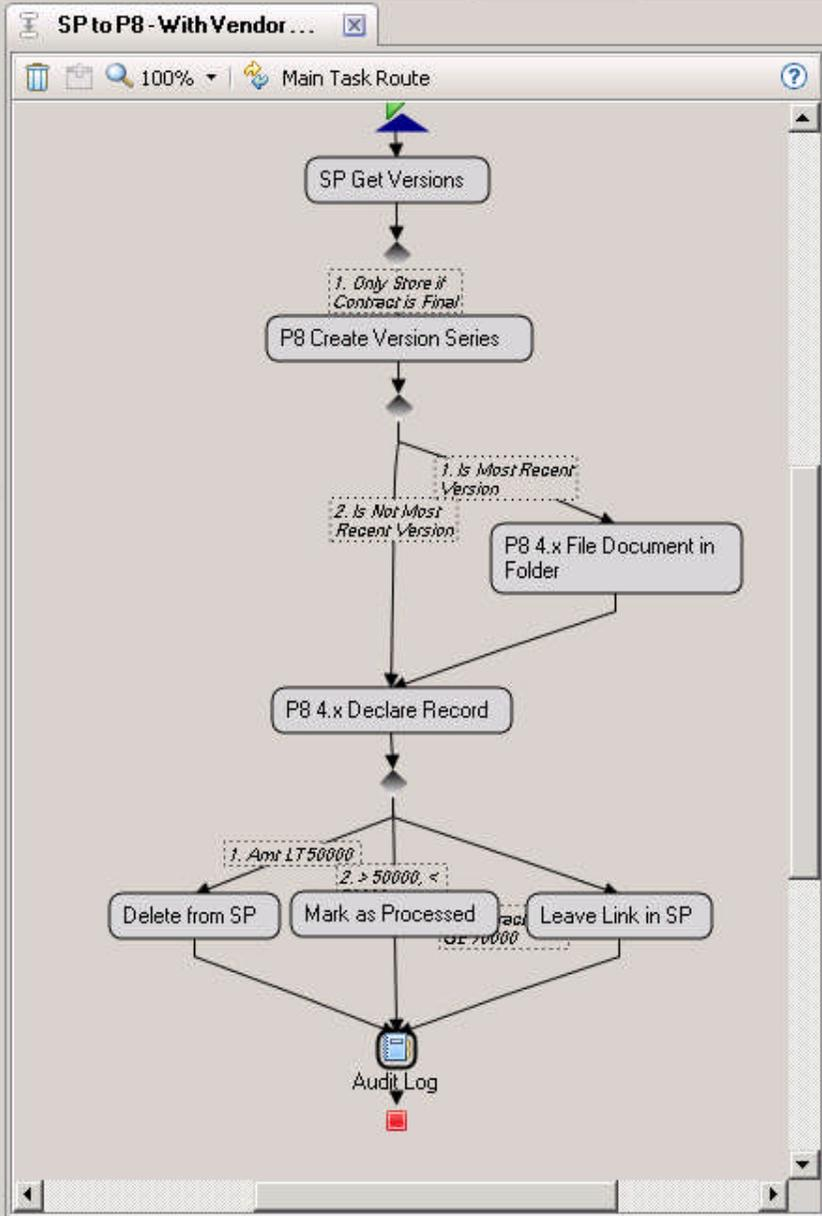 SP to P8 - With Vendor...
100%
Main Task Route
?
SP Get Versions
1. Only Store if
Contract is Final
P8 Create Version Series
1. Is Most Recent
Version
2. Is Not Most
Recent Version
P8 4.x File Document in
Folder
P8 4.x Declare Record
1. Amt LT50000
2. > 50000, <
Delete from SP
Mark as Processed
Leave Link in SP
Audit Log